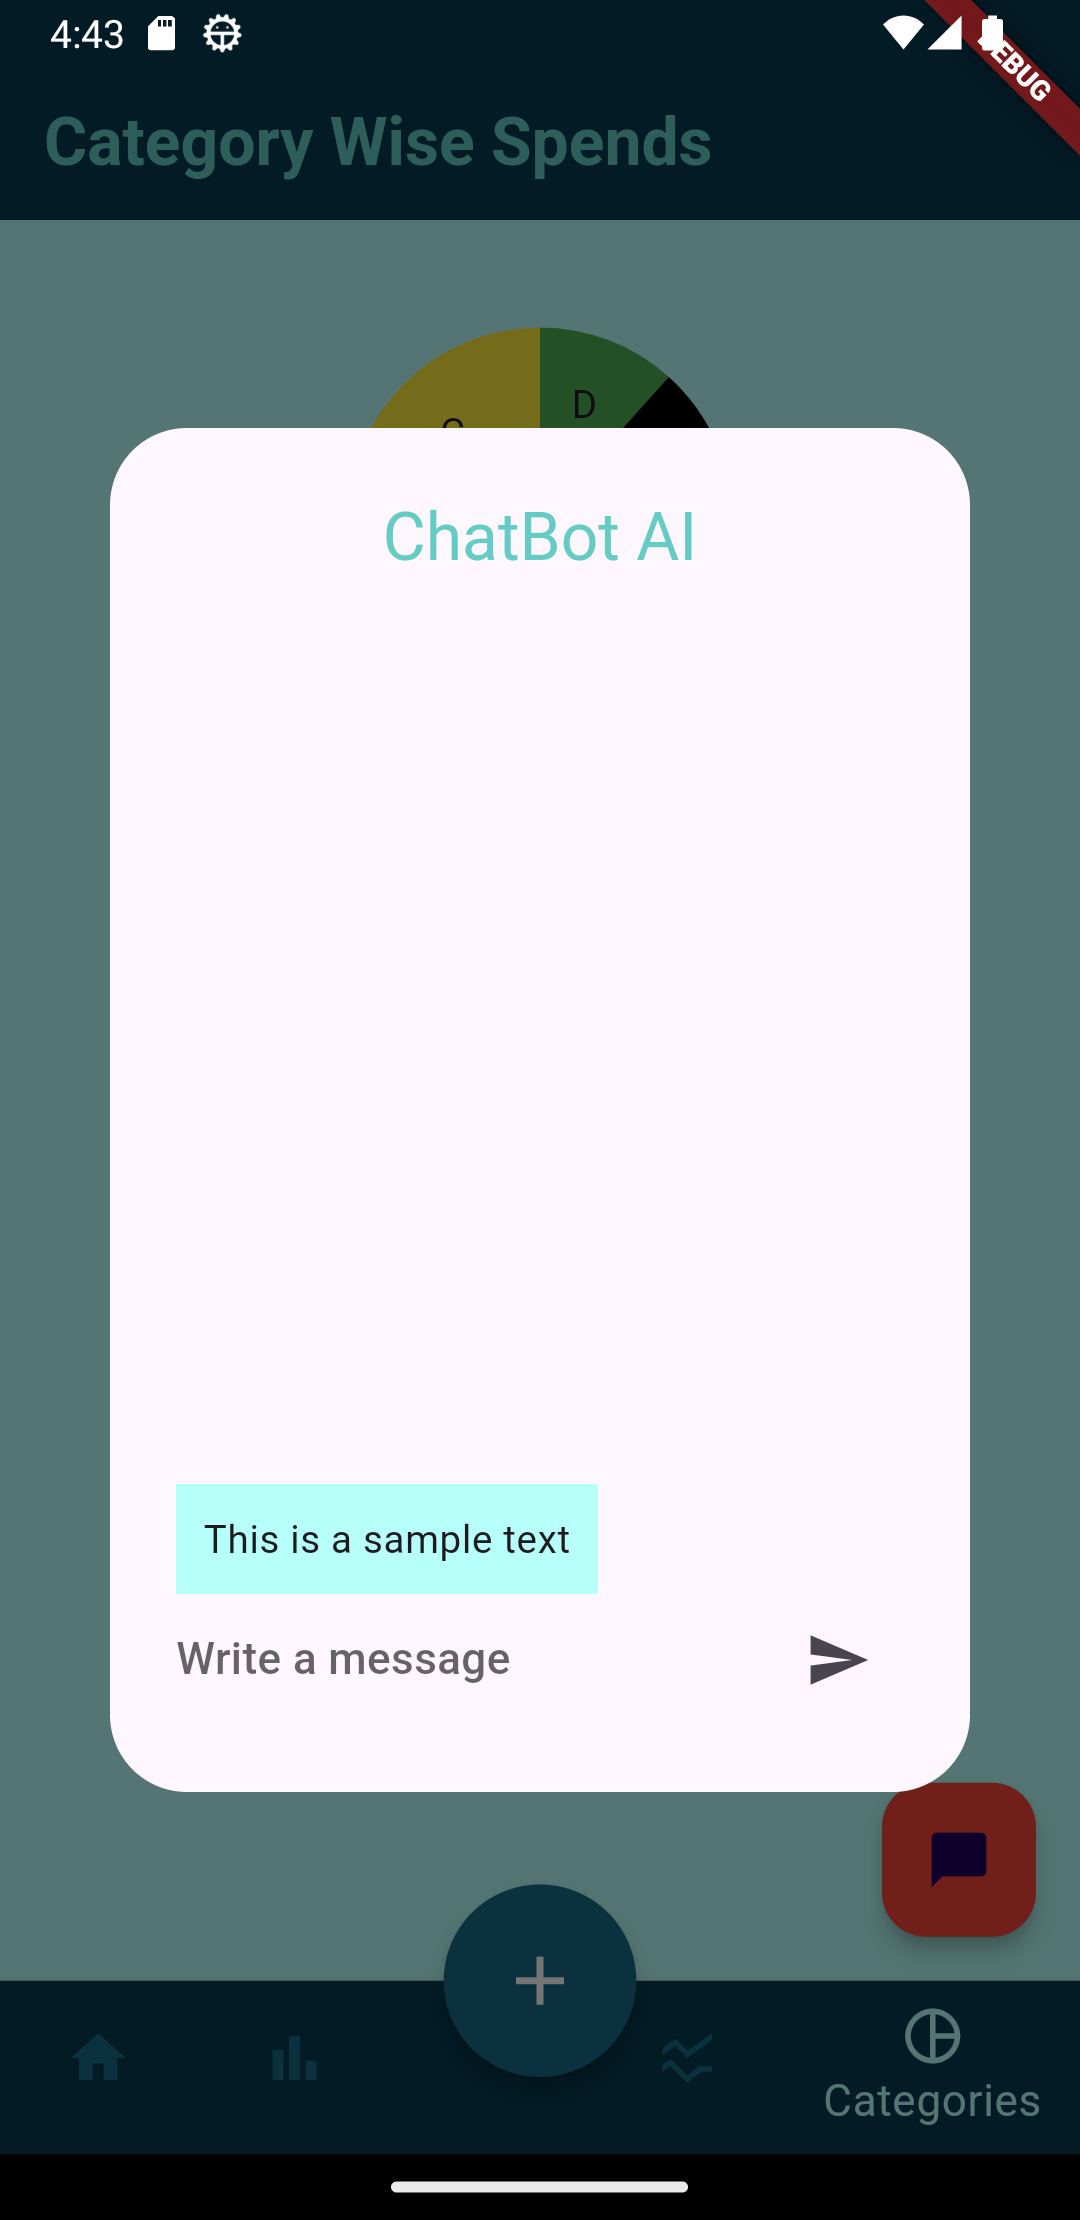 4:43
EBUG
Category Wise Spends
D
ChatBot AI
This is a sample text
Write a message
Categories